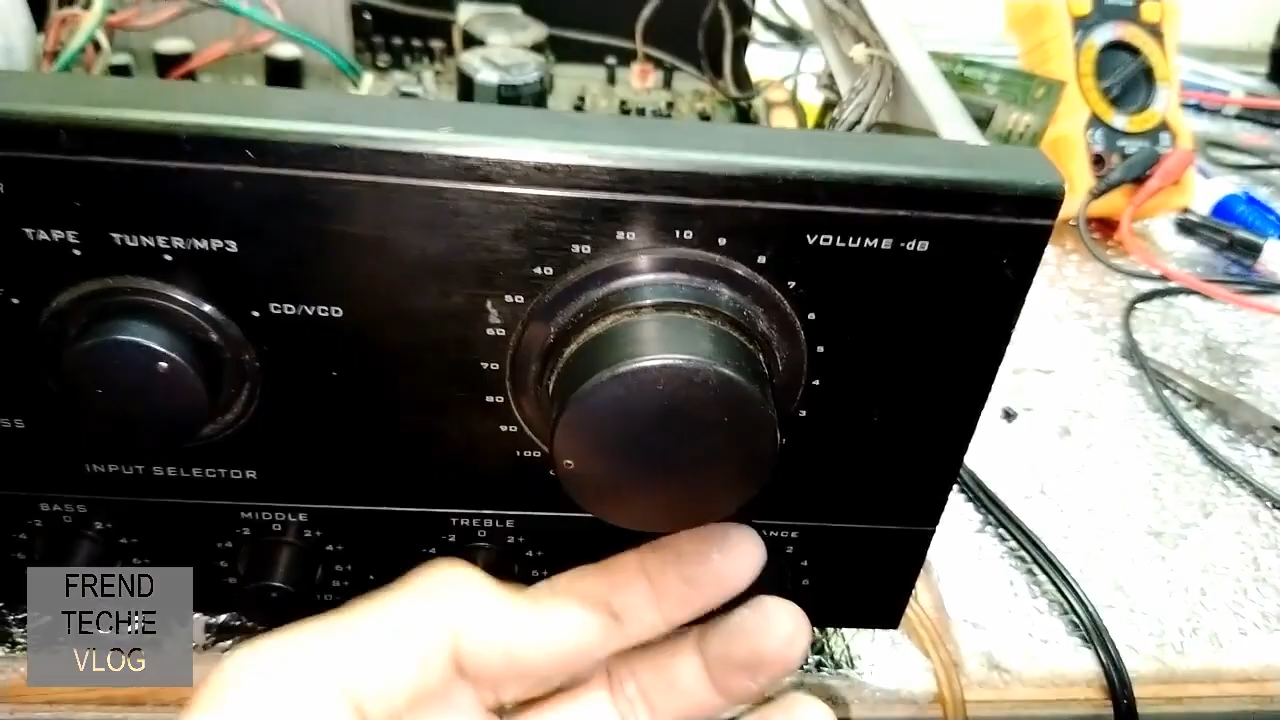 TAPE
TUNER/MP3
CD/VCD
INPUT SELECTOR
VOLUME -dB
100 90 80 70 60 50 40 30 20 10 9 8 7 6 5 4 3
BASS
-2 0 2+
4+
MIDDLE
-2 0 2+
4+
TREBLE
-2 0 2+
-4 4+
2
4
6
FREND
TECHIE
VLOG